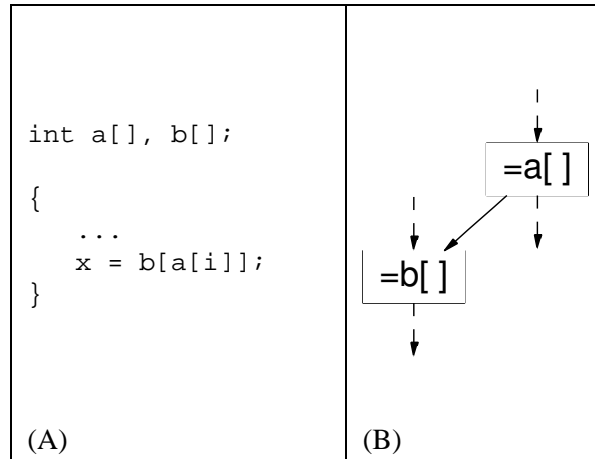 int a[], b[];
{
...
x = b[a[i]];
}
(A)
=a[ ]
=b[ ]
(B)